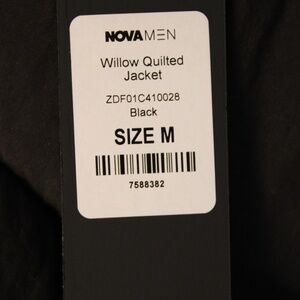 NOVAMEN
Willow Quilted
Jacket
ZDF01C410028
Black
SIZE M
7588382